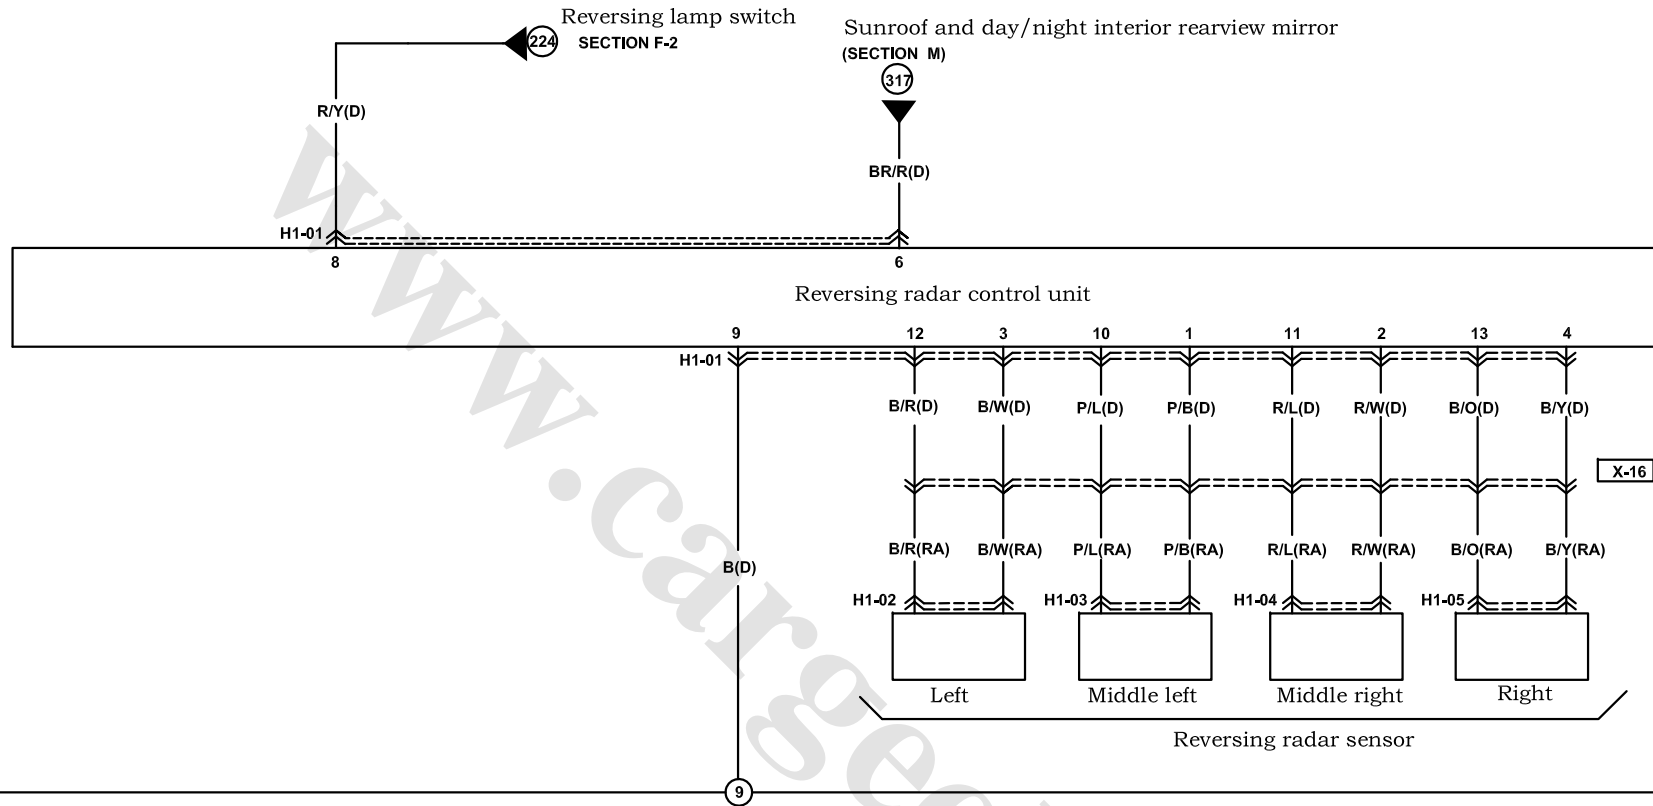 Reversing lamp switch
224 SECTION F-2
Sunroof and day/night interior rearview mirror
(SECTION M)
317
R/Y(D)
BR/R(D)
H1-01
8 6
Reversing radar control unit
9 12 3 10 1 11 2 13 4
H1-01
B/R(D) B/W(D) P/L(D) P/B(D) R/L(D) R/W(D) B/O(D) B/Y(D)
X-16
B/R(RA) B/W(RA) P/L(RA) P/B(RA) R/L(RA) R/W(RA) B/O(RA) B/Y(RA)
B(D)
H1-02 H1-03 H1-04 H1-05
Left Middle left Middle right Right
Reversing radar sensor
9